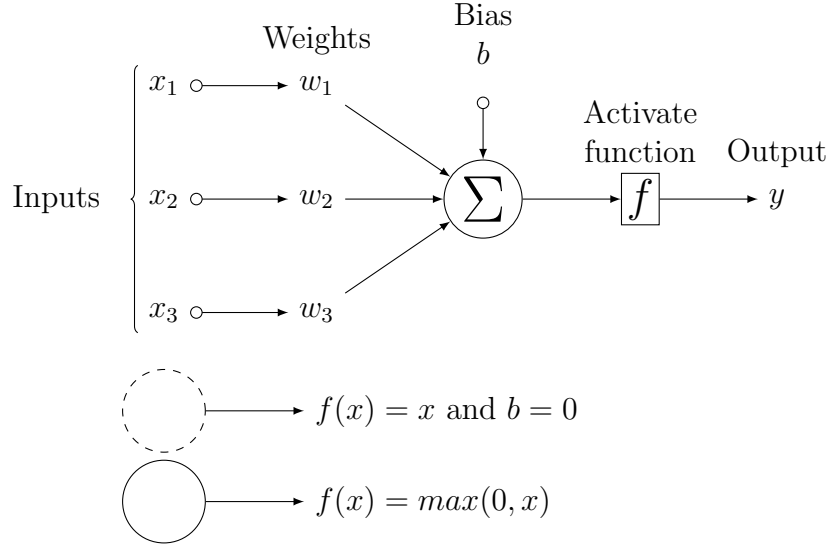 Bias
b
Weights
x₁
w₁
Activate
function
Output
Inputs
x₂
w₂
Σ
f
y
x₃
w₃
f(x) = x and b = 0
f(x) = max(0, x)